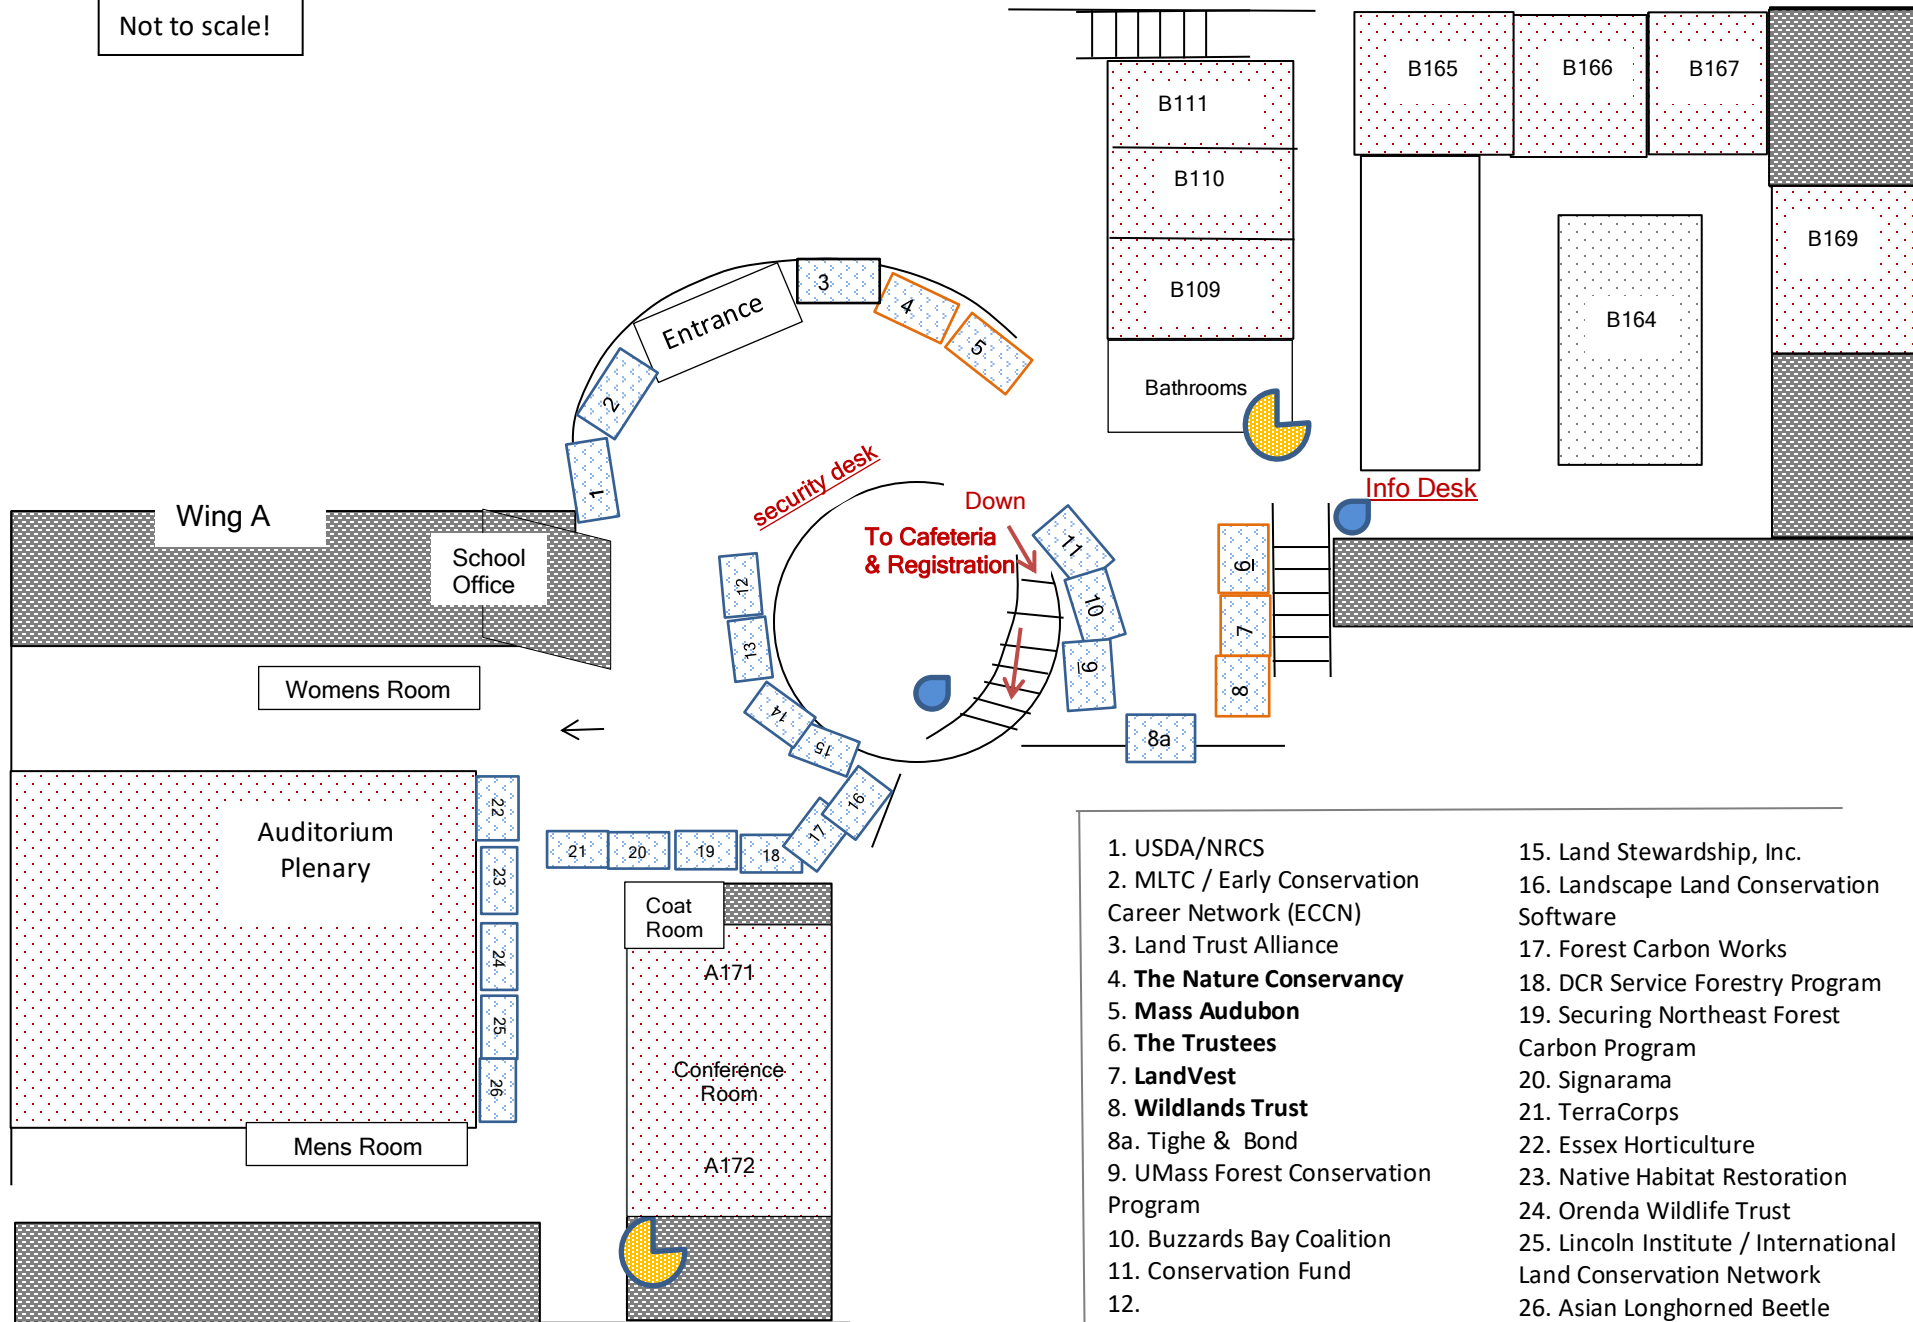 Not to scale!
B111
B110
B109
Bathrooms
B165
B166
B167
B169
B164
Info Desk
Entrance
1
2
3
4
5
security desk
Down
To Cafeteria
& Registration
11
10
9
6
7
8
8a
12
13
14
15
16
17
18
19
20
21
Wing A
School
Office
Womens Room
Auditorium
Plenary
22
23
24
25
26
Mens Room
Coat
Room
A171
Conference
Room
A172
1. USDA/NRCS
2. MLTC / Early Conservation
Career Network (ECCN)
3. Land Trust Alliance
4. The Nature Conservancy
5. Mass Audubon
6. The Trustees
7. LandVest
8. Wildlands Trust
8a. Tighe & Bond
9. UMass Forest Conservation
Program
10. Buzzards Bay Coalition
11. Conservation Fund
12.
15. Land Stewardship, Inc.
16. Landscape Land Conservation
Software
17. Forest Carbon Works
18. DCR Service Forestry Program
19. Securing Northeast Forest
Carbon Program
20. Signarama
21. TerraCorps
22. Essex Horticulture
23. Native Habitat Restoration
24. Orenda Wildlife Trust
25. Lincoln Institute / International
Land Conservation Network
26. Asian Longhorned Beetle